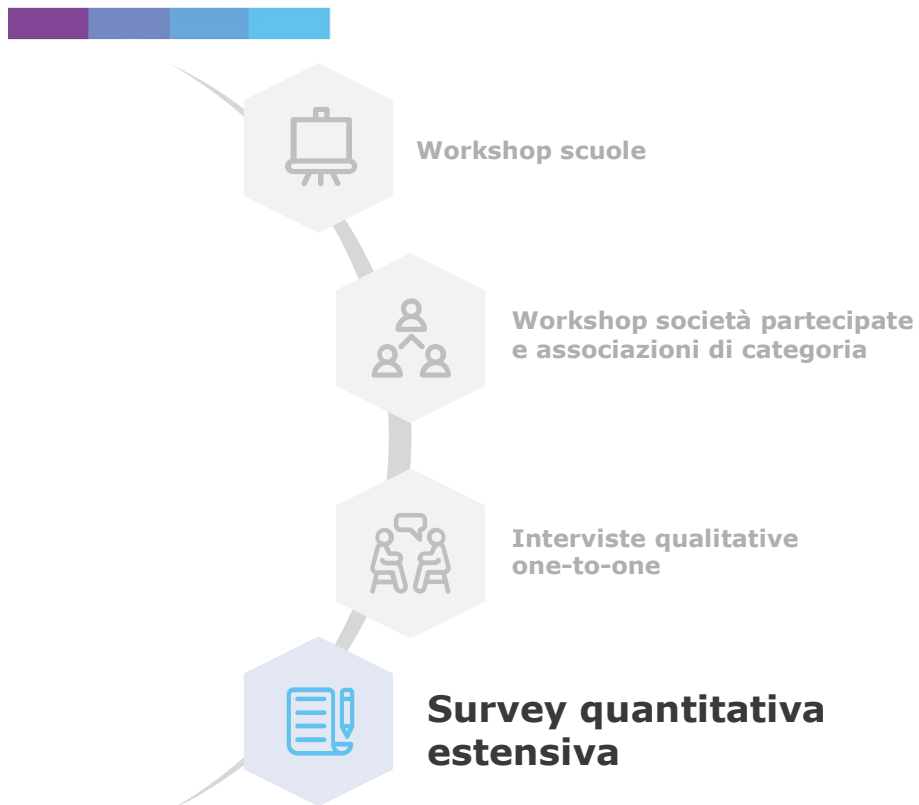 Workshop scuole
Workshop società partecipate
e associazioni di categoria
Interviste qualitative
one-to-one
Survey quantitativa
estensiva